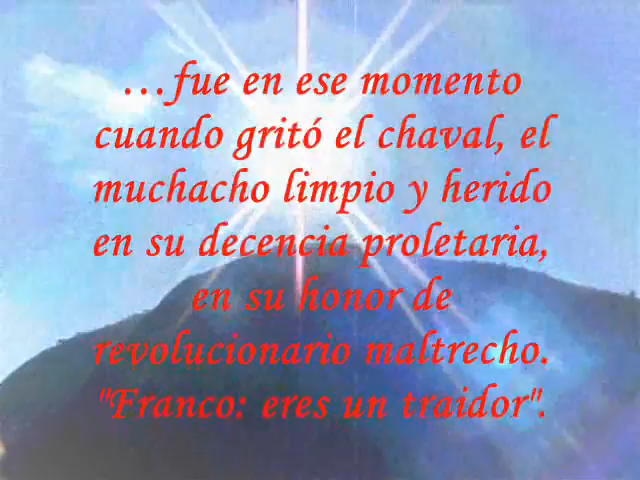 ...fue en ese momento
cuando gritó el chaval, el
muchacho limpio y herido
en su decencia proletaria,
en su honor de
revolucionario maltrecho.
"Franco: eres un traidor".